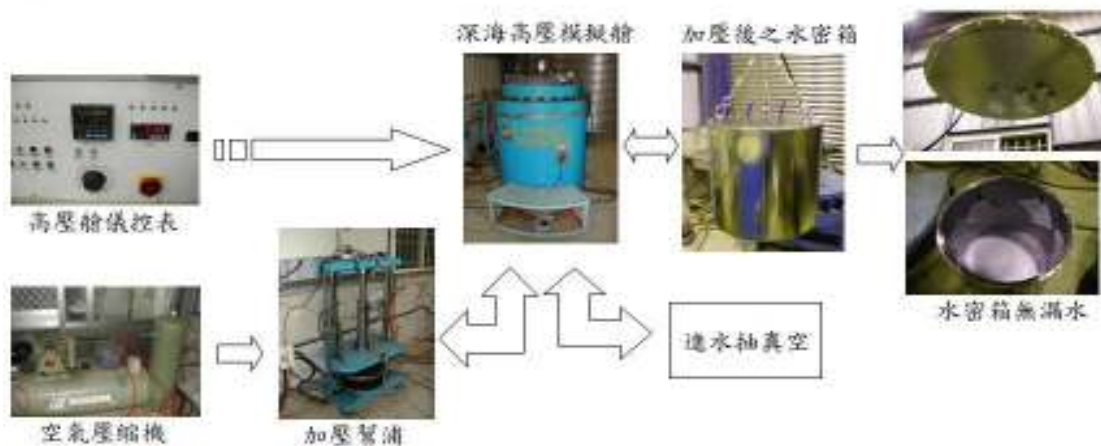 深海高壓模擬艙
加壓後之水密箱
高壓艙儀控表
水密箱無漏水
進水抽真空
空氣壓縮機
加壓幫浦